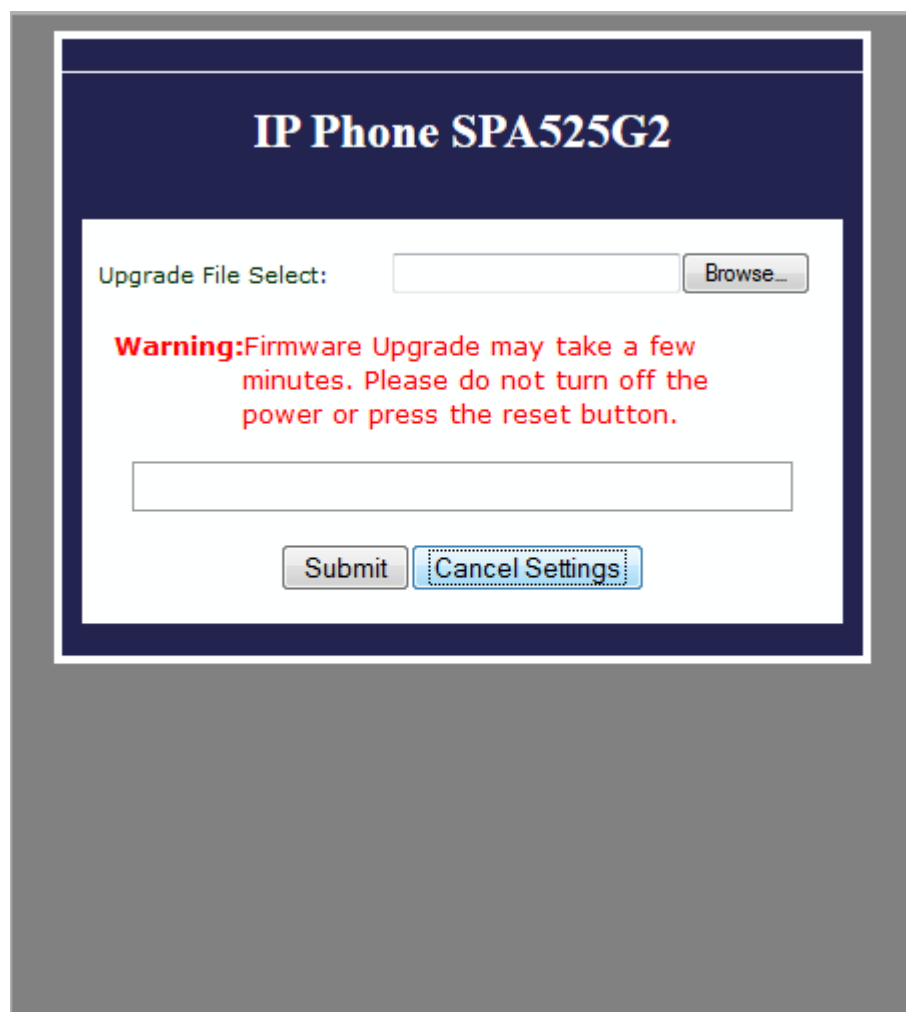 IP Phone SPA525G2
Upgrade File Select: Browse...
Warning:Firmware Upgrade may take a few
minutes. Please do not turn off the
power or press the reset button.
Submit Cancel Settings